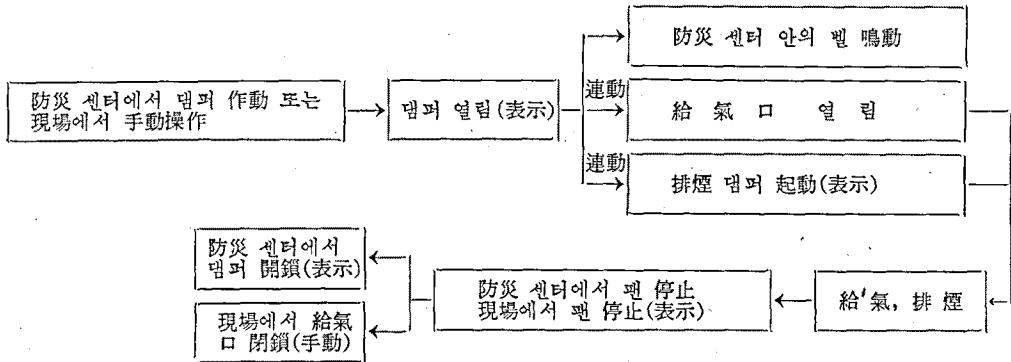 防災 센터 안의 벨 鳴動
防災 센터에서 댐퍼 作動 또는
現場에서 手動操作
댐퍼 열림(表示)
連動
給 氣 口 열 림
連動
排煙 댐퍼 起動(表示)
防災 센터에서
댐퍼 開鎖(表示)
防災 센터에서 팬 停止
現場에서 팬 停止(表示)
給氣, 排煙
現場에서 給氣
口 閉鎖(手動)